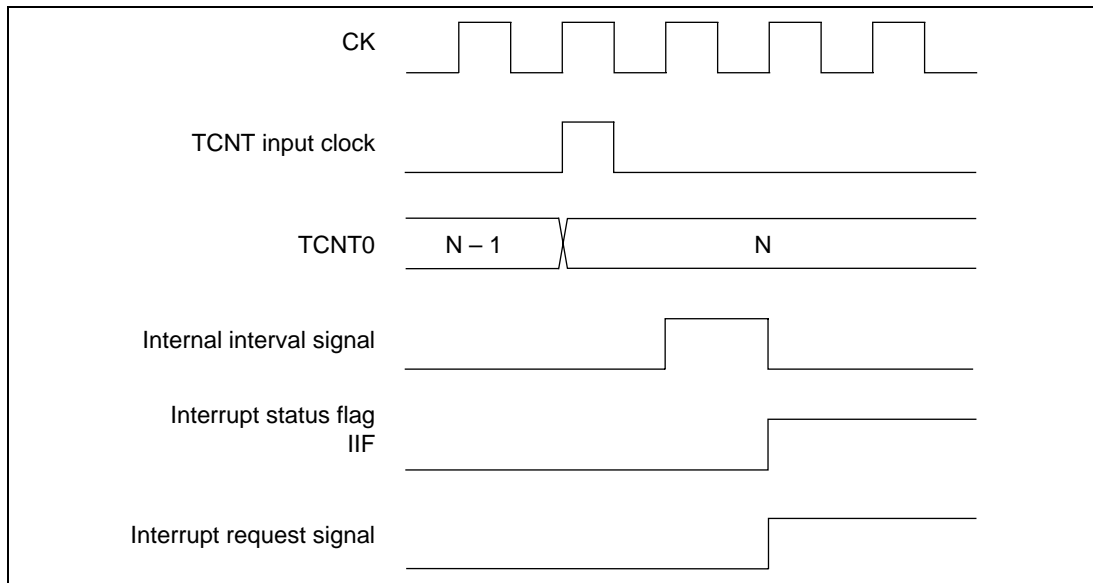 CK
TCNT input clock
TCNT0
N – 1
N
Internal interval signal
Interrupt status flag
IIF
Interrupt request signal